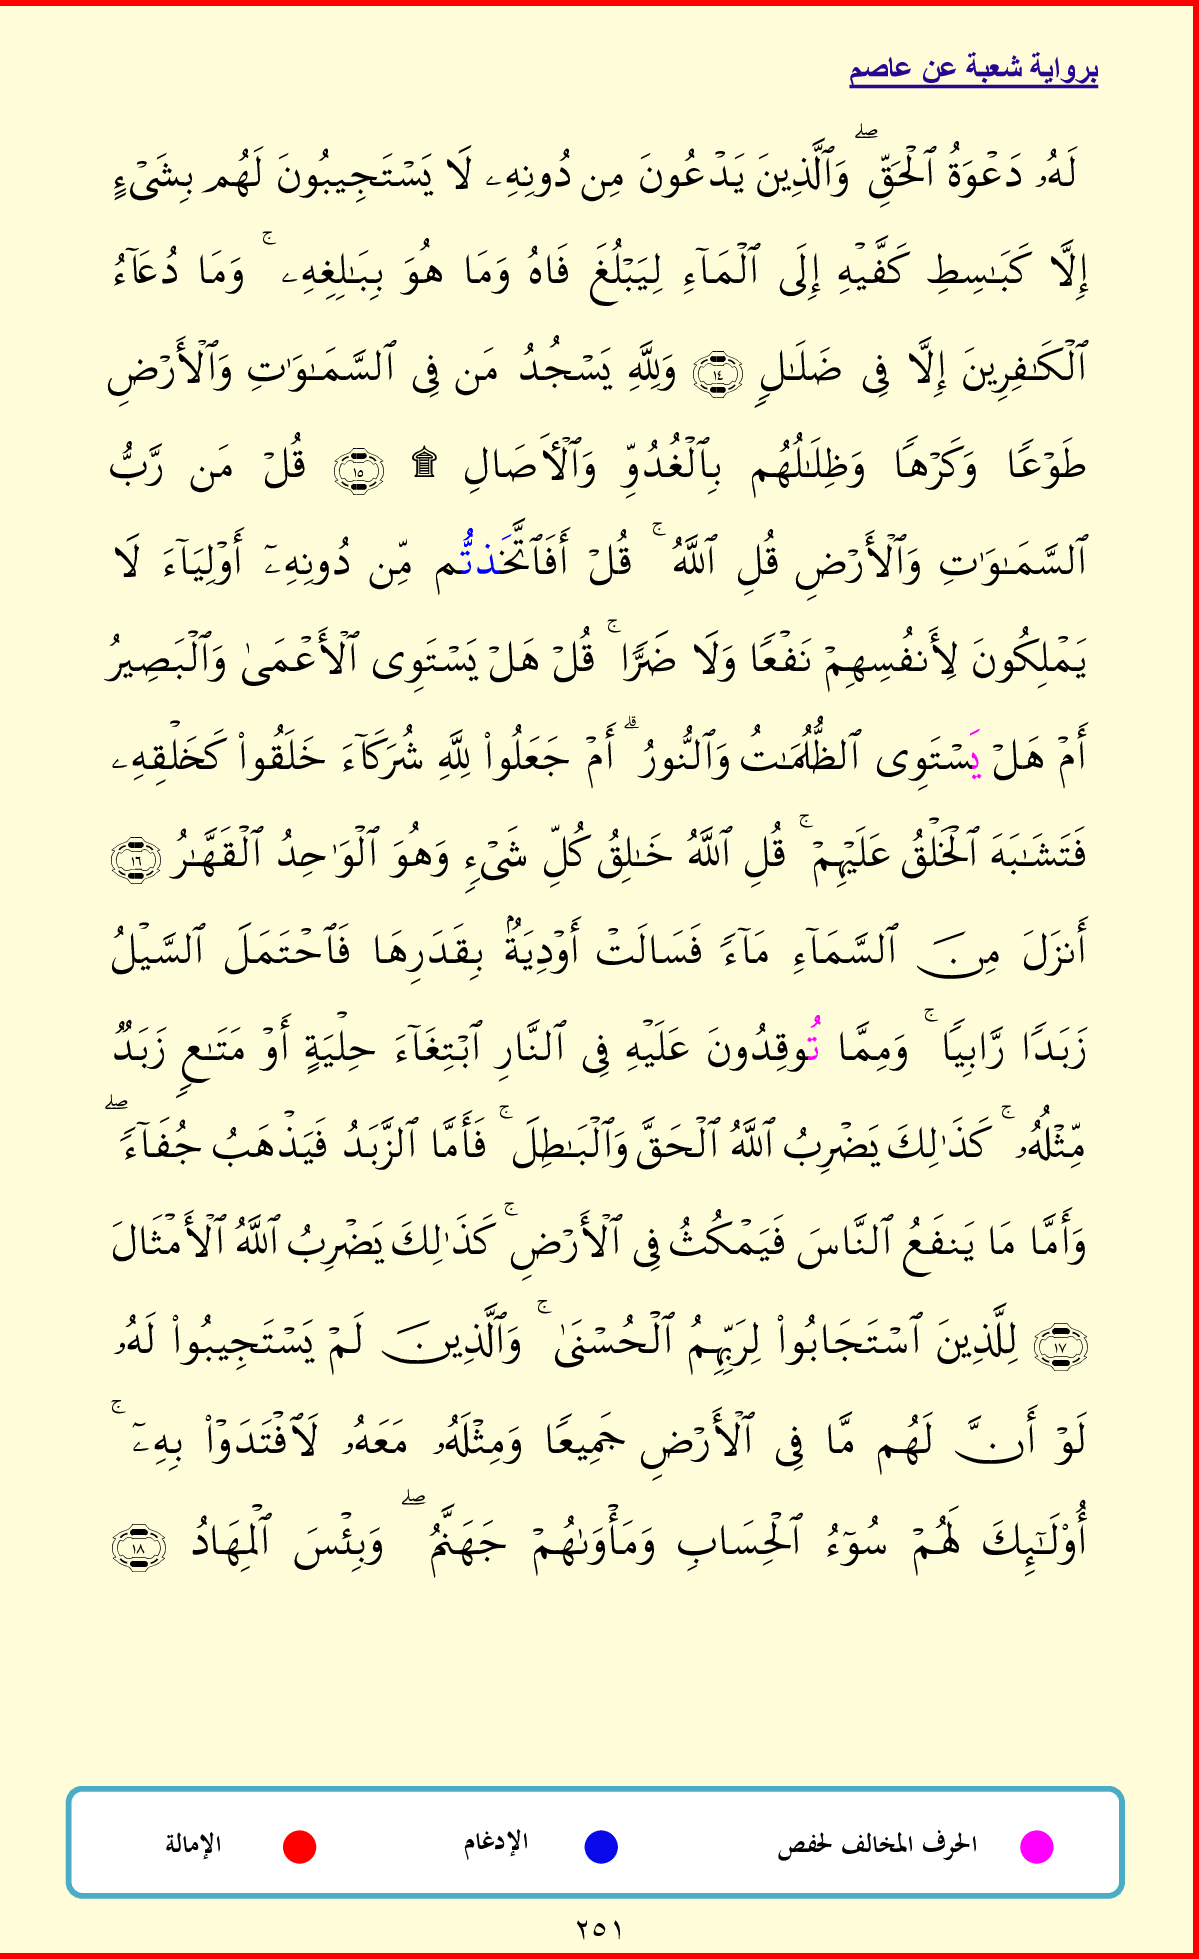 برواية شعبة عن عاصم
لَهُۥ دَعۡوَةُ ٱلۡحَقِّۖ وَٱلَّذِينَ يَدۡعُونَ مِن دُونِهِۦ لَا يَسۡتَجِيبُونَ لَهُم بِشَيۡءٍ
إِلَّا كَبَٰسِطِ كَفَّيۡهِ إِلَى ٱلۡمَآءِ لِيَبۡلُغَ فَاهُ وَمَا هُوَ بِبَٰلِغِهِۦۚ وَمَا دُعَآءُ
ٱلۡكَٰفِرِينَ إِلَّا فِي ضَلَٰلٖ ١٤ وَلِلَّهِ يَسۡجُدُۤ مَن فِي ٱلسَّمَٰوَٰتِ وَٱلۡأَرۡضِ
طَوۡعٗا وَكَرۡهٗا وَظِلَٰلُهُم بِٱلۡغُدُوِّ وَٱلۡأٓصَالِ ۩ ١٥ قُلۡ مَن رَّبُّ
ٱلسَّمَٰوَٰتِ وَٱلۡأَرۡضِ قُلِ ٱللَّهُۚ قُلۡ أَفَٱتَّخَذتُّم مِّن دُونِهِۦٓ أَوۡلِيَآءَ لَا
يَمۡلِكُونَ لِأَنفُسِهِمۡ نَفۡعٗا وَلَا ضَرّٗاۚ قُلۡ هَلۡ يَسۡتَوِي ٱلۡأَعۡمَىٰ وَٱلۡبَصِيرُ
أَمۡ هَلۡ يَسۡتَوِي ٱلظُّلُمَٰتُ وَٱلنُّورُۗ أَمۡ جَعَلُواْ لِلَّهِ شُرَكَآءَ خَلَقُواْ كَخَلۡقِهِۦ
فَتَشَٰبَهَ ٱلۡخَلۡقُ عَلَيۡهِمۡۚ قُلِ ٱللَّهُ خَٰلِقُ كُلِّ شَيۡءٖ وَهُوَ ٱلۡوَٰحِدُ ٱلۡقَهَّٰرُ ١٦
أَنزَلَ مِنَ ٱلسَّمَآءِ مَآءٗ فَسَالَتۡ أَوۡدِيَةُۢ بِقَدَرِهَا فَٱحۡتَمَلَ ٱلسَّيۡلُ
زَبَدٗا رَّابِيٗاۚ وَمِمَّا تُوقِدُونَ عَلَيۡهِ فِي ٱلنَّارِ ٱبۡتِغَآءَ حِلۡيَةٍ أَوۡ مَتَٰعٖ زَبَدٞ
مِّثۡلُهُۥۚ كَذَٰلِكَ يَضۡرِبُ ٱللَّهُ ٱلۡحَقَّ وَٱلۡبَٰطِلَۚ فَأَمَّا ٱلزَّبَدُ فَيَذۡهَبُ جُفَآءٗۖ
وَأَمَّا مَا يَنفَعُ ٱلنَّاسَ فَيَمۡكُثُ فِي ٱلۡأَرۡضِۚ كَذَٰلِكَ يَضۡرِبُ ٱللَّهُ ٱلۡأَمۡثَالَ
١٧ لِلَّذِينَ ٱسۡتَجَابُواْ لِرَبِّهِمُ ٱلۡحُسۡنَىٰۚ وَٱلَّذِينَ لَمۡ يَسۡتَجِيبُواْ لَهُۥ
لَوۡ أَنَّ لَهُم مَّا فِي ٱلۡأَرۡضِ جَمِيعٗا وَمِثۡلَهُۥ مَعَهُۥ لَٱفۡتَدَوۡاْ بِهِۦٓۚ
أُوْلَٰٓئِكَ لَهُمۡ سُوٓءُ ٱلۡحِسَابِ وَمَأۡوَىٰهُمۡ جَهَنَّمُۖ وَبِئۡسَ ٱلۡمِهَادُ ١٨
الحرف المخالف لحفص الإدغام الإمالة
٢٥١